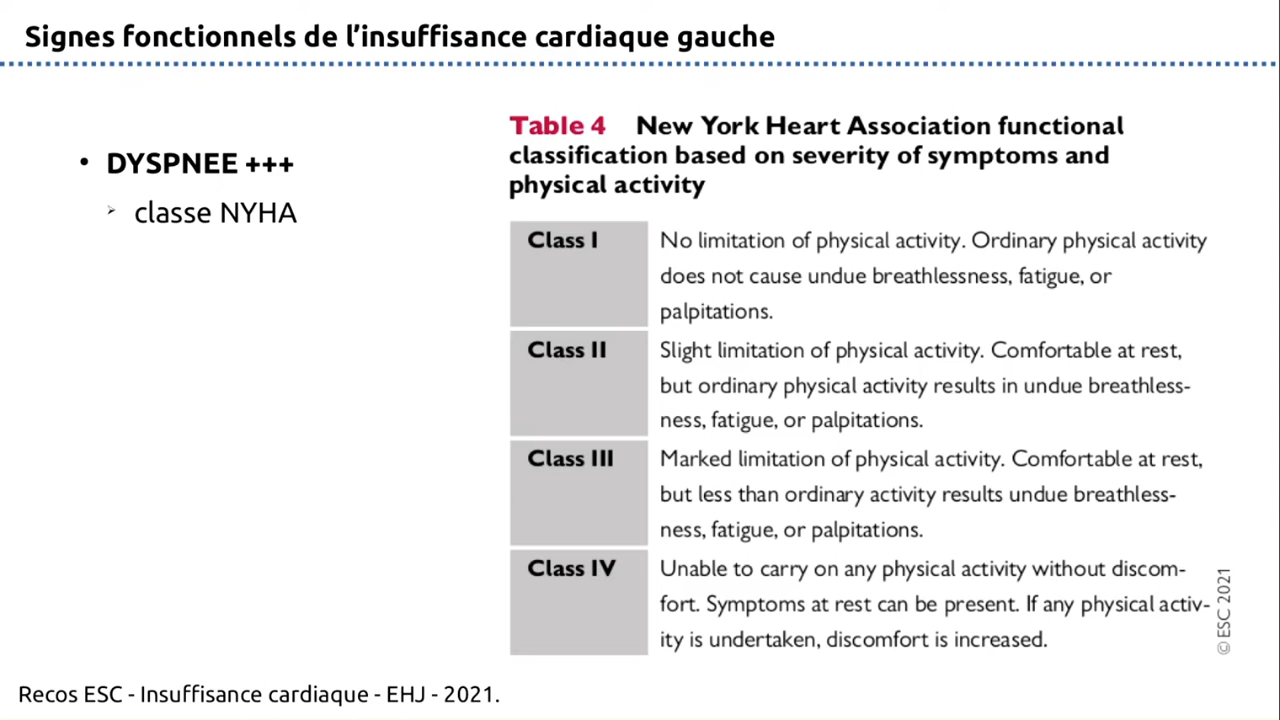 Signes fonctionnels de l’insuffisance cardiaque gauche
• DYSPNEE +++
➢ classe NYHA
Table 4 New York Heart Association functional
classification based on severity of symptoms and
physical activity
Class I
No limitation of physical activity. Ordinary physical activity
does not cause undue breathlessness, fatigue, or
palpitations.
Class II
Slight limitation of physical activity. Comfortable at rest,
but ordinary physical activity results in undue breathless-
ness, fatigue, or palpitations.
Class III
Marked limitation of physical activity. Comfortable at rest,
but less than ordinary activity results undue breathless-
ness, fatigue, or palpitations.
Class IV
Unable to carry on any physical activity without discom-
fort. Symptoms at rest can be present. If any physical activ-
ity is undertaken, discomfort is increased.
© ESC 2021
Recos ESC - Insuffisance cardiaque - EHJ - 2021.